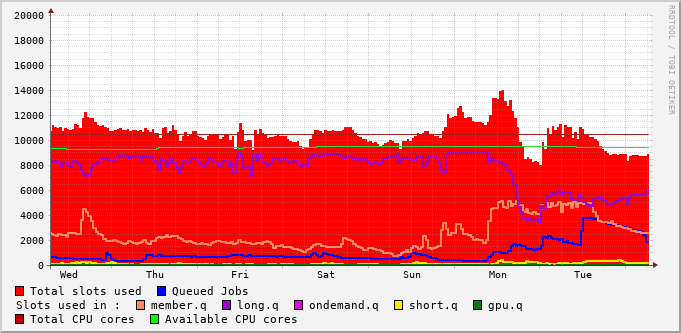 20000
18000
16000
14000
12000
10000
8000
6000
4000
2000
0
Wed Thu Fri Sat Sun Mon Tue
RRDTOOL / TOBI OETIKER
Total slots used Queued Jobs
Slots used in : member.q long.q ondemand.q short.q gpu.q
Total CPU cores Available CPU cores